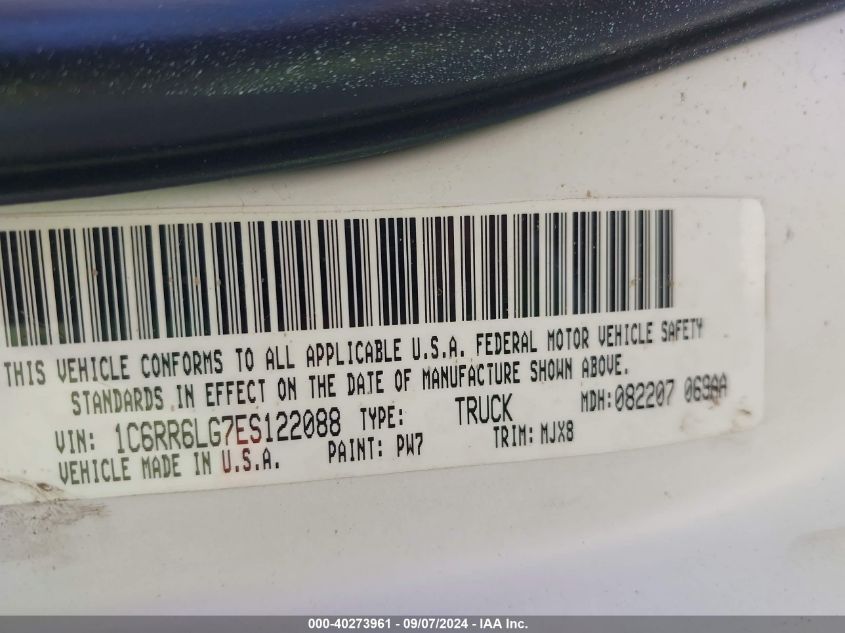 THIS VEHICLE CONFORMS TO ALL APPLICABLE U.S.A. FEDERAL MOTOR VEHICLE SAFETY
STANDARDS IN EFFECT ON THE DATE OF MANUFACTURE SHOWN ABOVE.
VIN: 1C6RR6LG7ES122088 TYPE: TRUCK MDH:082207 069AA
VEHICLE MADE IN U.S.A. PAINT: PW7 TRIM: MJX8
000-40273961 - 09/07/2024 - IAA Inc.